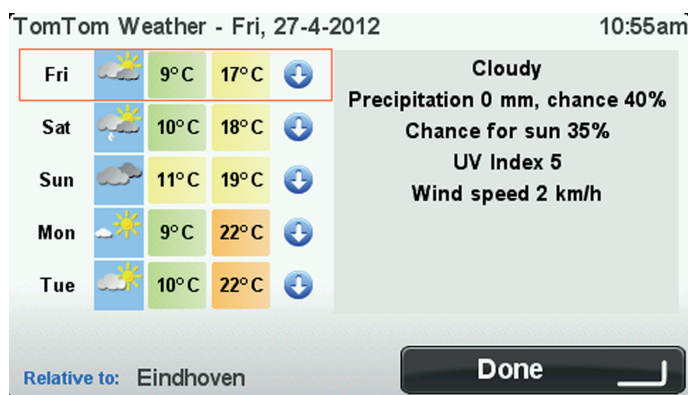 TomTom Weather - Fri, 27-4-2012 10:55am
Fri 9°C 17°C
Sat 10°C 18°C
Sun 11°C 19°C
Mon 9°C 22°C
Tue 10°C 22°C
Cloudy
Precipitation 0 mm, chance 40%
Chance for sun 35%
UV Index 5
Wind speed 2 km/h
Relative to: Eindhoven
Done